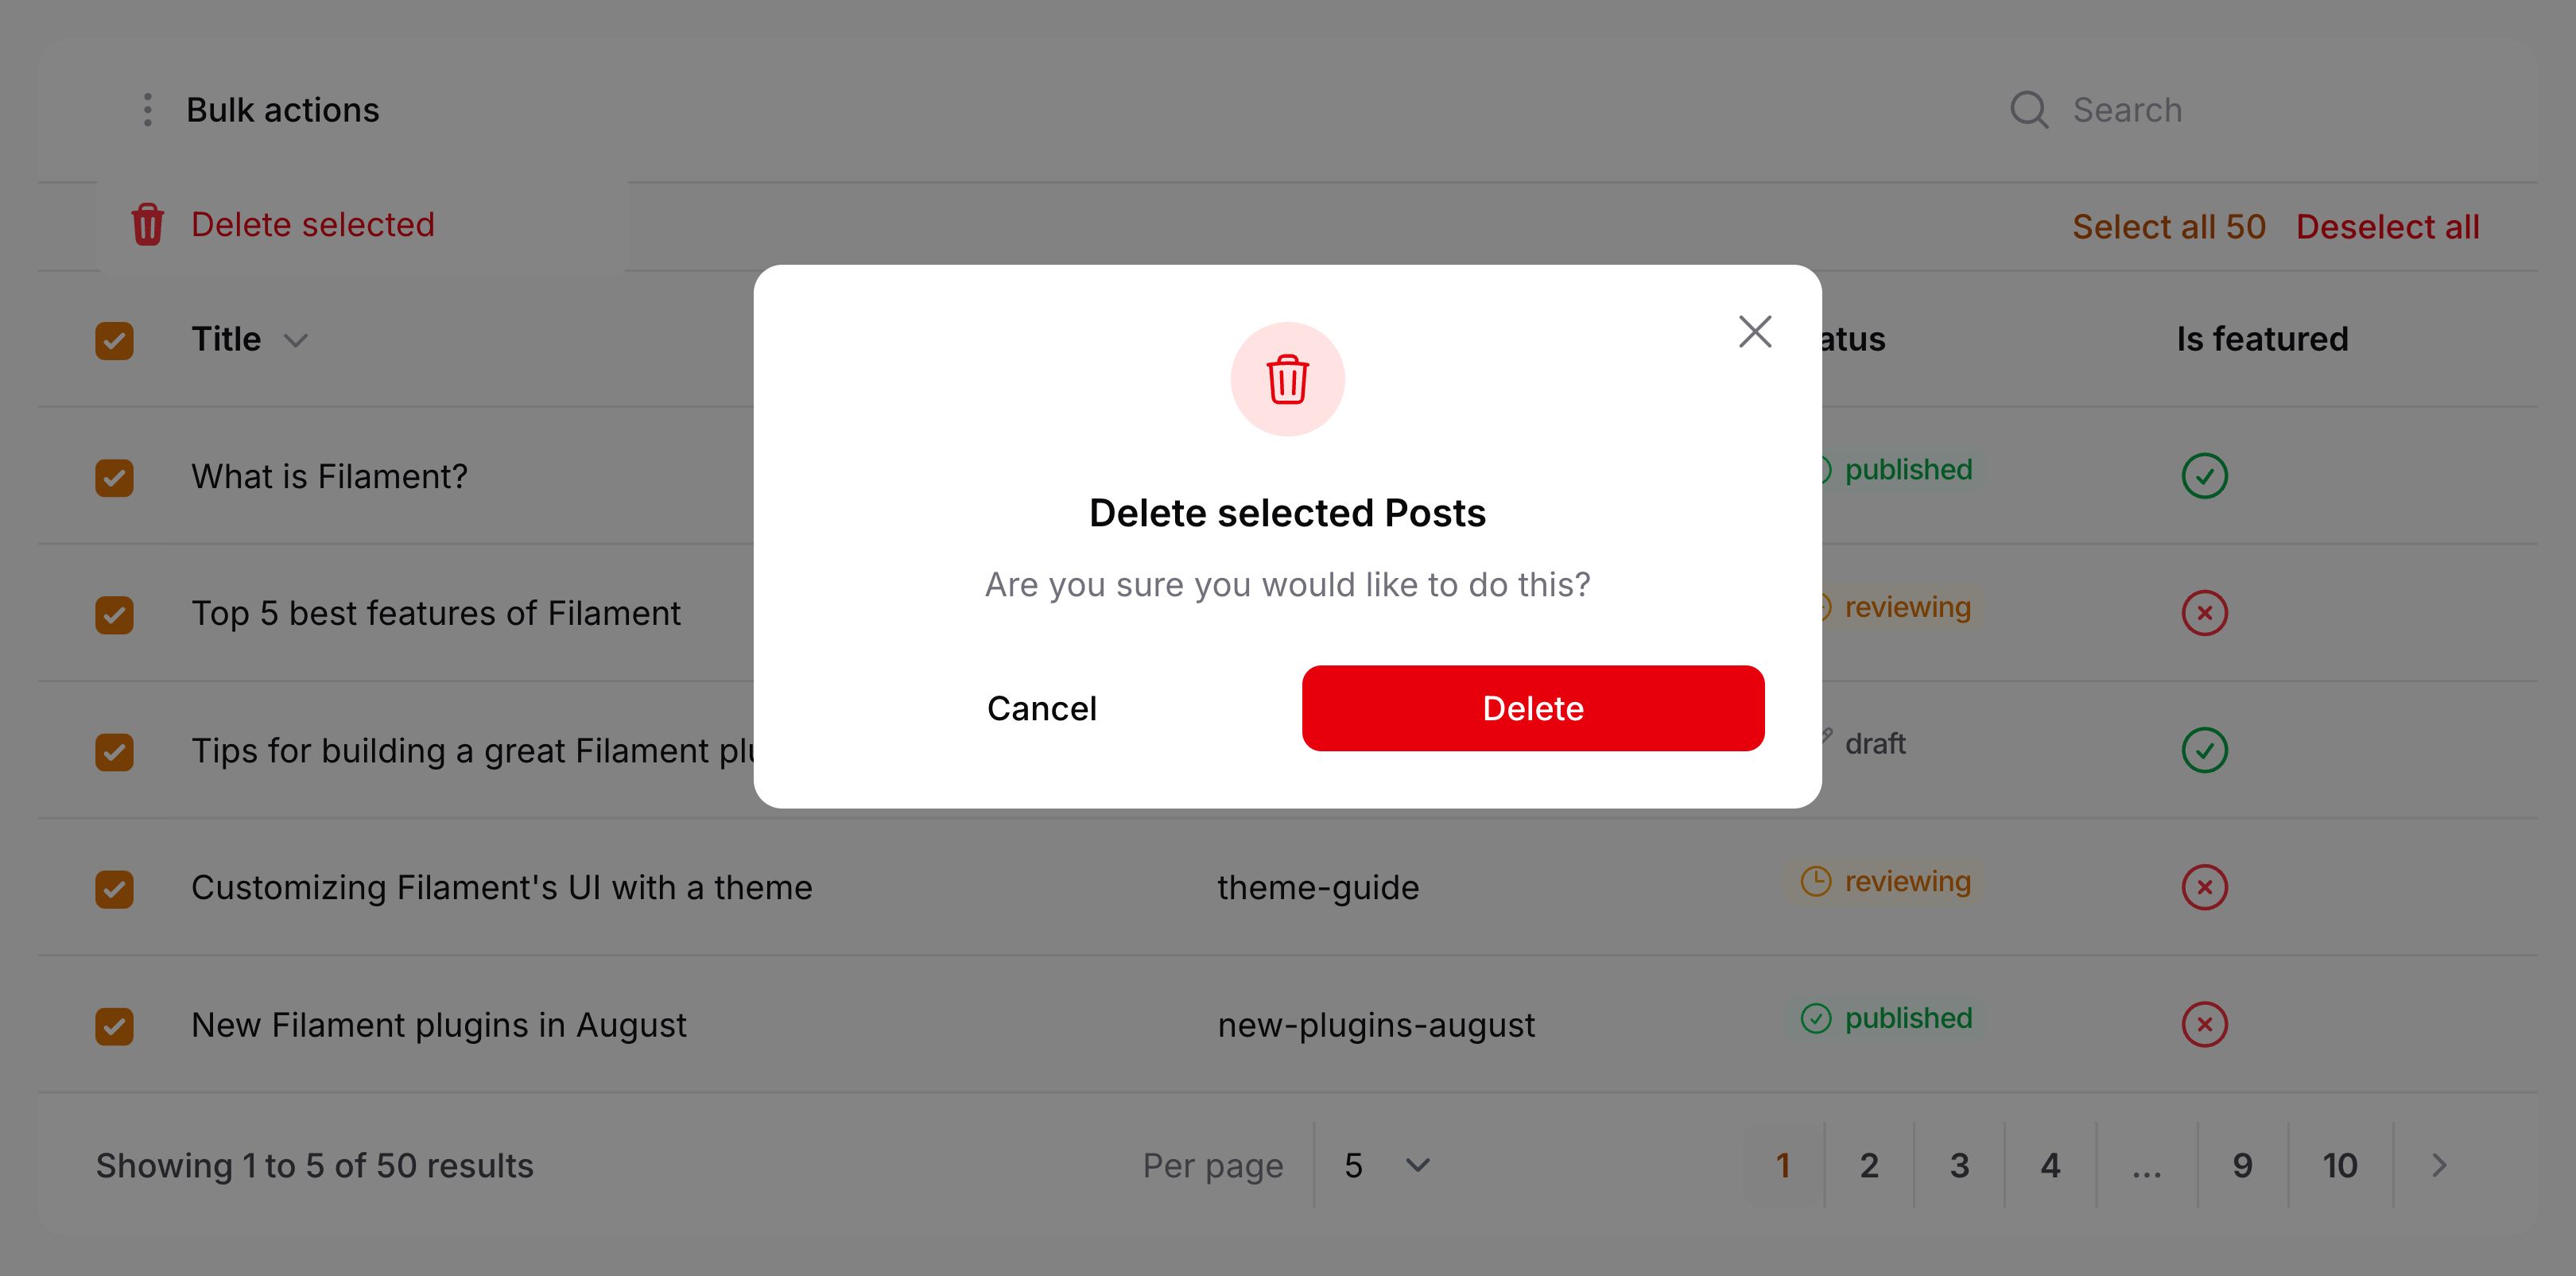 Bulk actions
Search
Delete selected
Select all 50 Deselect all
Title
Is featured
Delete selected Posts
Are you sure you would like to do this?
Cancel
Delete
What is Filament?
published
Top 5 best features of Filament
reviewing
Tips for building a great Filament
draft
Customizing Filament's UI with a theme
theme-guide
reviewing
New Filament plugins in August
new-plugins-august
published
Showing 1 to 5 of 50 results
Per page 5
1 2 3 4 ... 9 10